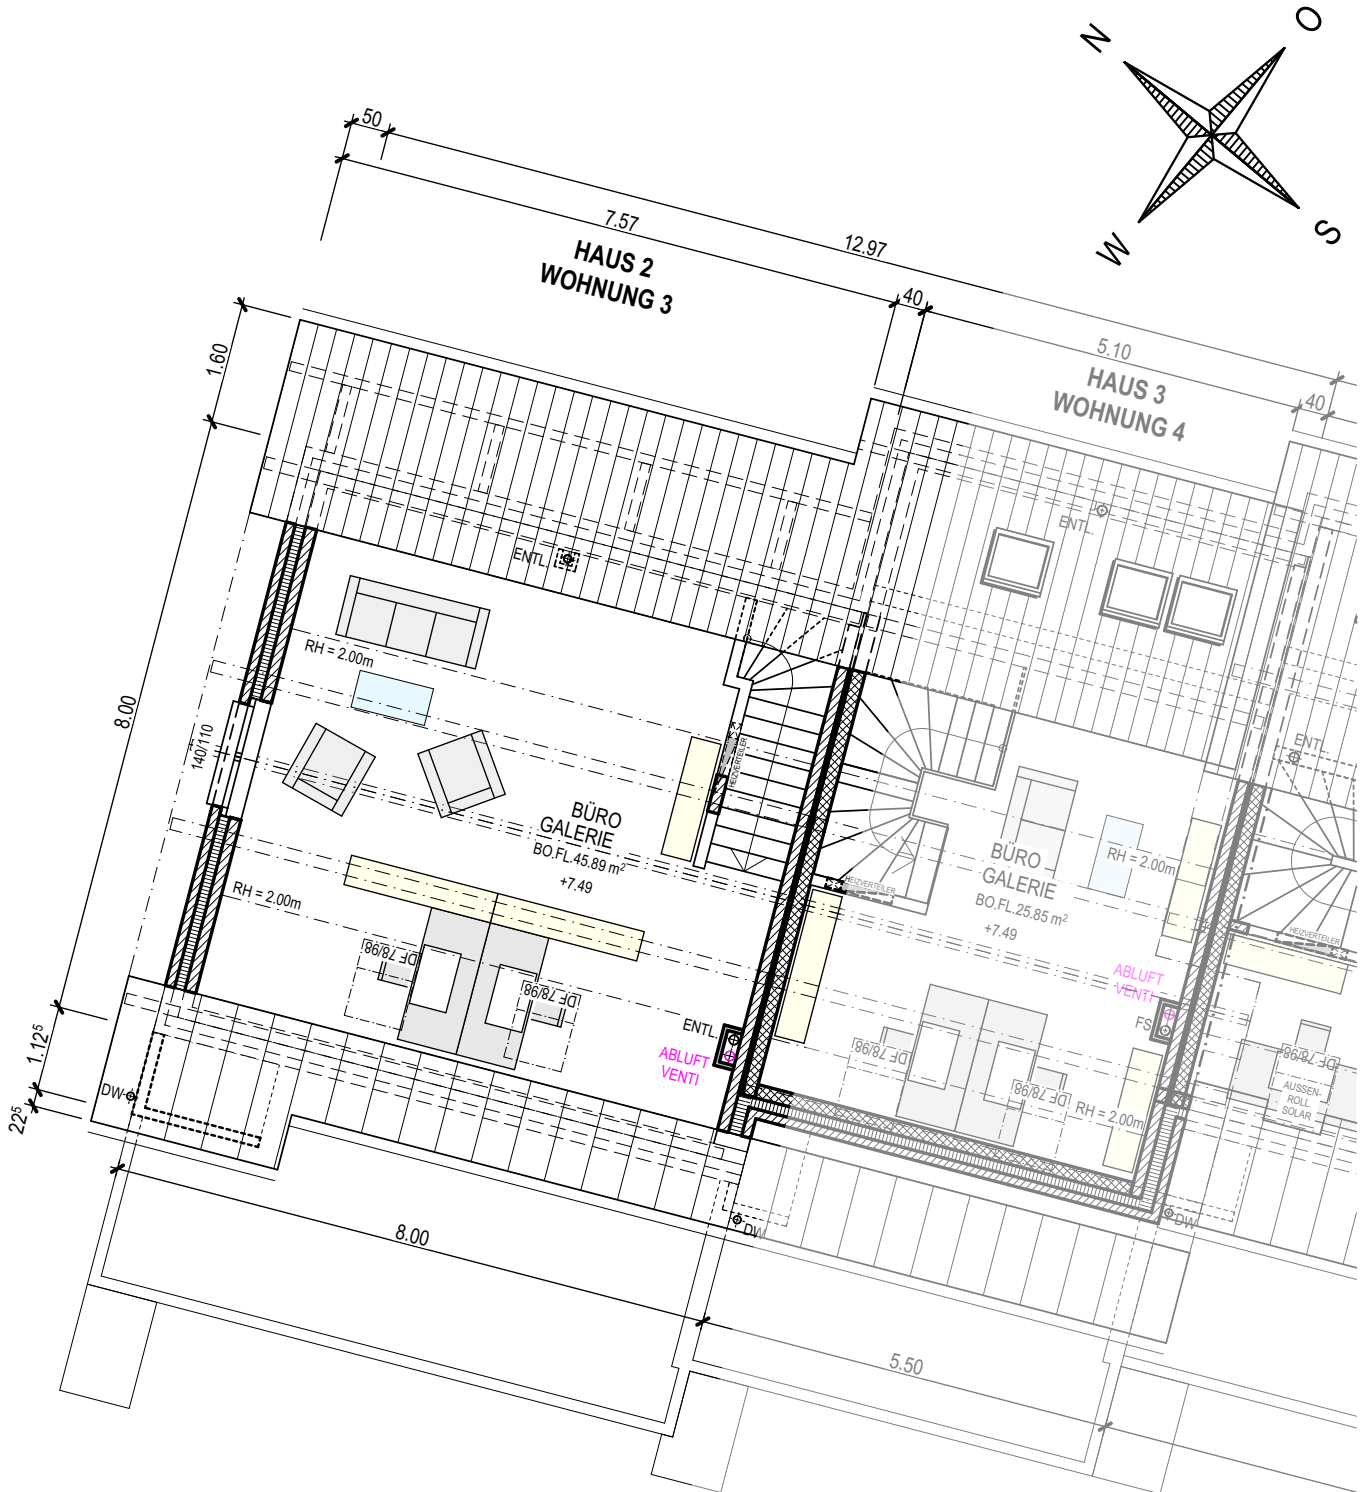 N
O
W
S
50
7.57
12.97
HAUS 2
WOHNUNG 3
40
5.10
HAUS 3
WOHNUNG 4
40
1.60
8.00
1.12⁵
22⁵
ENTL.
ENTL.
ENTL.
RH = 2.00m
140/110
HEIZVERTEILER
BÜRO
GALERIE
BO.FL.45.89 m²
+7.49
RH = 2.00m
DF 78/98
DF 78/98
ENTL.
ABLUFT
VENTI
DW
HEIZVERTEILER
BÜRO
GALERIE
BO.FL.25.85 m²
+7.49
RH = 2.00m
ABLUFT
VENTI
FS
DF 78/98
DF 78/98
RH = 2.00m
HEIZVERTEILER
DF 78/98
AUSSEN-
ROLL
SOLAR
DW
DW
8.00
5.50